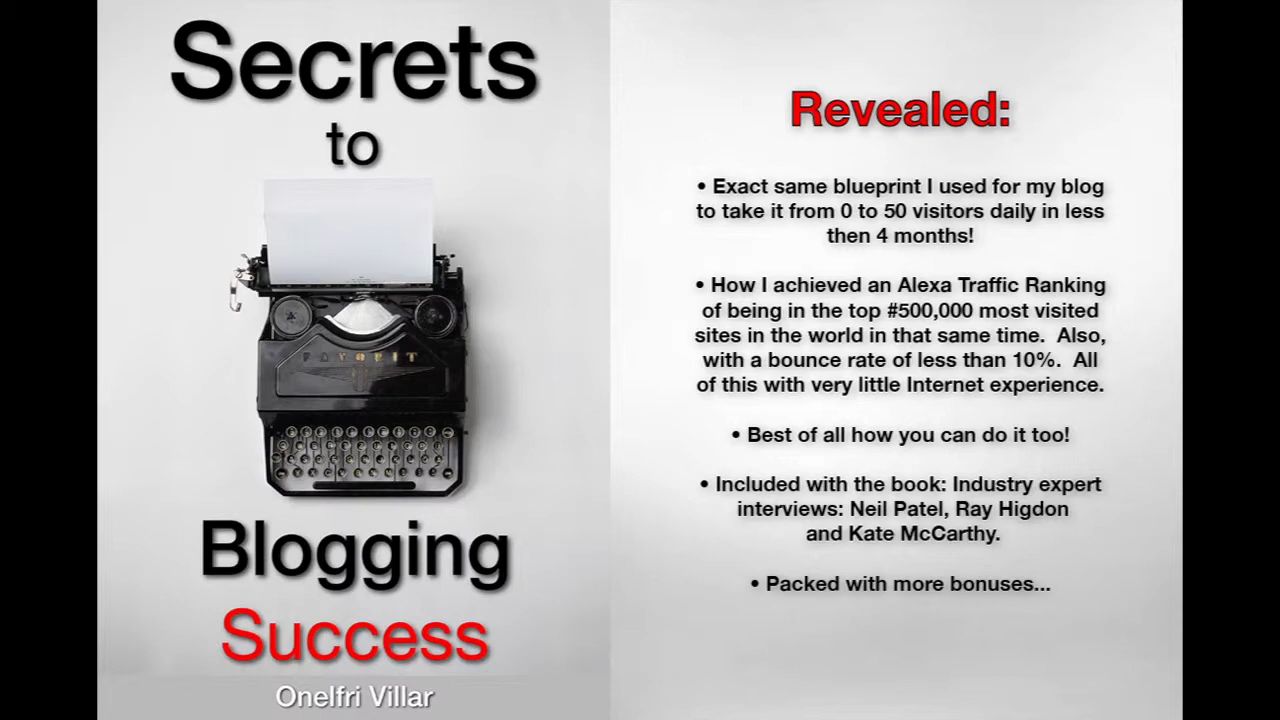 Secrets
to
FAVORIT
Blogging
Success
Onelfri Villar
Revealed:
• Exact same blueprint I used for my blog
to take it from 0 to 50 visitors daily in less
then 4 months!
• How I achieved an Alexa Traffic Ranking
of being in the top #500,000 most visited
sites in the world in that same time.  Also,
with a bounce rate of less than 10%.  All
of this with very little Internet experience.
• Best of all how you can do it too!
• Included with the book: Industry expert
interviews: Neil Patel, Ray Higdon
and Kate McCarthy.
• Packed with more bonuses...